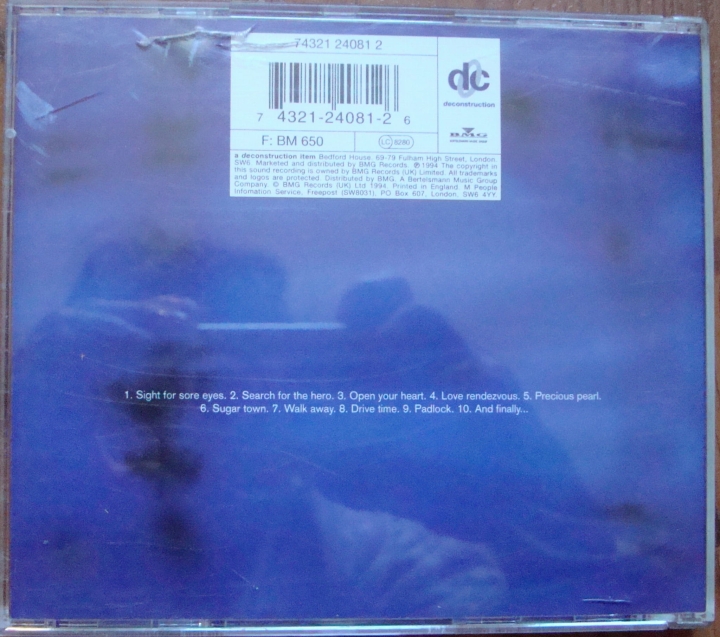 74321 24081 2
7 4321-24081-2 6
dc
deconstruction
BMG
F: BM 650
LC 8280
a deconstruction item Bedford House. 69-79 Fulham High Street, London.
SW6. Marketed and distributed by BMG Records. ℗1994 The copyright in
this sound recording is owned by BMG Records (UK) Limited. All trademarks
and logos are protected. Distributed by BMG. A Bertelsmann Music Group
Company. © BMG Records (UK) Ltd 1994. Printed in England. M People
Infomation Service, Freepost (SW8031), PO Box 607, London. SW6 4YY.
1. Sight for sore eyes. 2. Search for the hero. 3. Open your heart. 4. Love rendezvous. 5. Precious pearl.
6. Sugar town. 7. Walk away. 8. Drive time. 9. Padlock. 10. And finally...